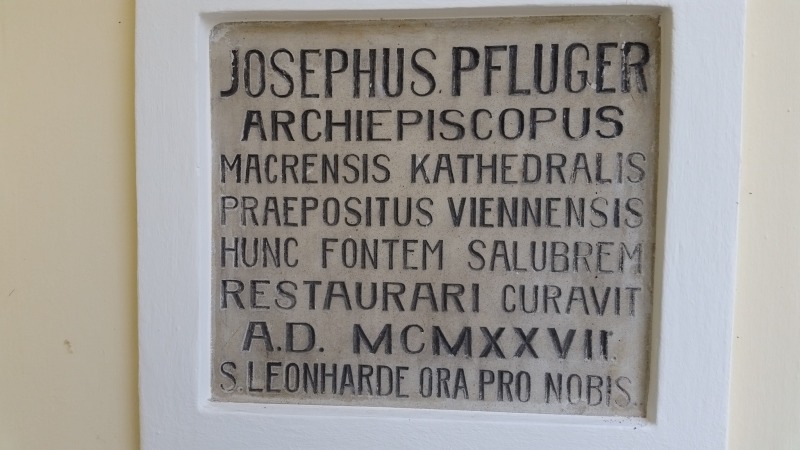 JOSEPHUS. PFLUGER
ARCHIEPISCOPUS
MACRENSIS KATHEDRALIS
PRAEPOSITUS VIENNENSIS
HUNC FONTEM SALUBREM
RESTAURARI CURAVIT
A.D. MCMXXVII.
S. LEONHARDE ORA PRO NOBIS.